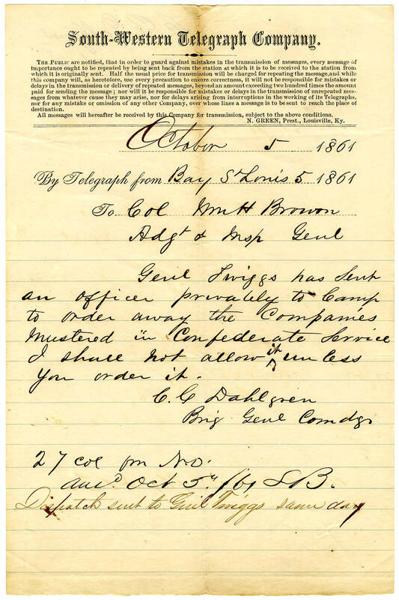 South-Western Telegraph Company.
THE PUBLIC are notified, that in order to guard against mistakes in the transmission of messages, every message of
importance ought to be repeated by being sent back from the station at which it is to be received to the station from
which it is originally sent. Half the usual price for transmission will be charged for repeating the message, and while
this company will, as heretofore, use every precaution to ensure correctness, it will not be responsible for mistakes or
delays in the transmission or delivery of repeated messages, beyond an amount exceeding two hundred times the amount
paid for sending the message; nor will it be responsible for mistakes or delays in the transmission of unrepeated mess-
ages from whatever cause they may arise, nor for delays arising from interruptions in the working of its Telegraphs,
nor for any mistake or omission of any other Company, over whose lines a message is to be sent to reach the place of
destination.
All messages will hereafter be received by this Company for transmission, subject to the above conditions.
N. GREEN, Prest., Louisville, Ky.
October 5 1861
By Telegraph from Bay St Louis 5 1861
To Col Wm H Brown
Adgt & Insp Genl
Genl Twiggs has sent
an officer privately to Camp
to order away the Companies
Mustered in Confederate Service
I shall not allow it unless
you order it.
C. G Dahlgren
Brig Genl Comdg
27 col fm N.O.
Ansd Oct 5th /61 S B.
Dispatch sent to Genl Twiggs same day